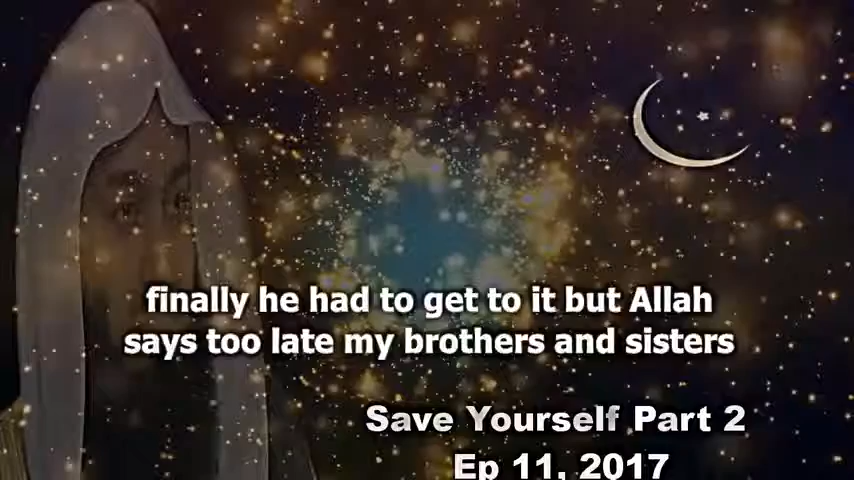 finally he had to get to it but Allah
says too late my brothers and sisters
Save Yourself Part 2
Ep 11, 2017